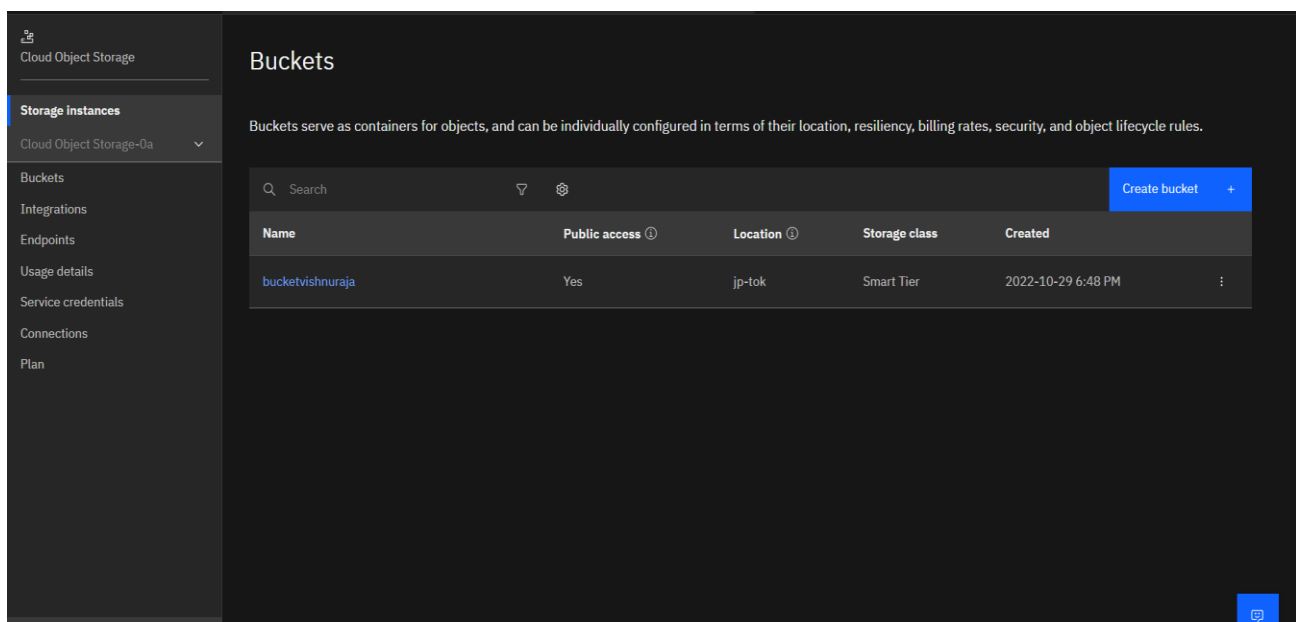 Cloud Object Storage
Storage instances
Cloud Object Storage-0a
Buckets
Integrations
Endpoints
Usage details
Service credentials
Connections
Plan
Buckets
Buckets serve as containers for objects, and can be individually configured in terms of their location, resiliency, billing rates, security, and object lifecycle rules.
Search
Create bucket +
Name Public access Location Storage class Created
bucketvishnuraja Yes jp-tok Smart Tier 2022-10-29 6:48 PM